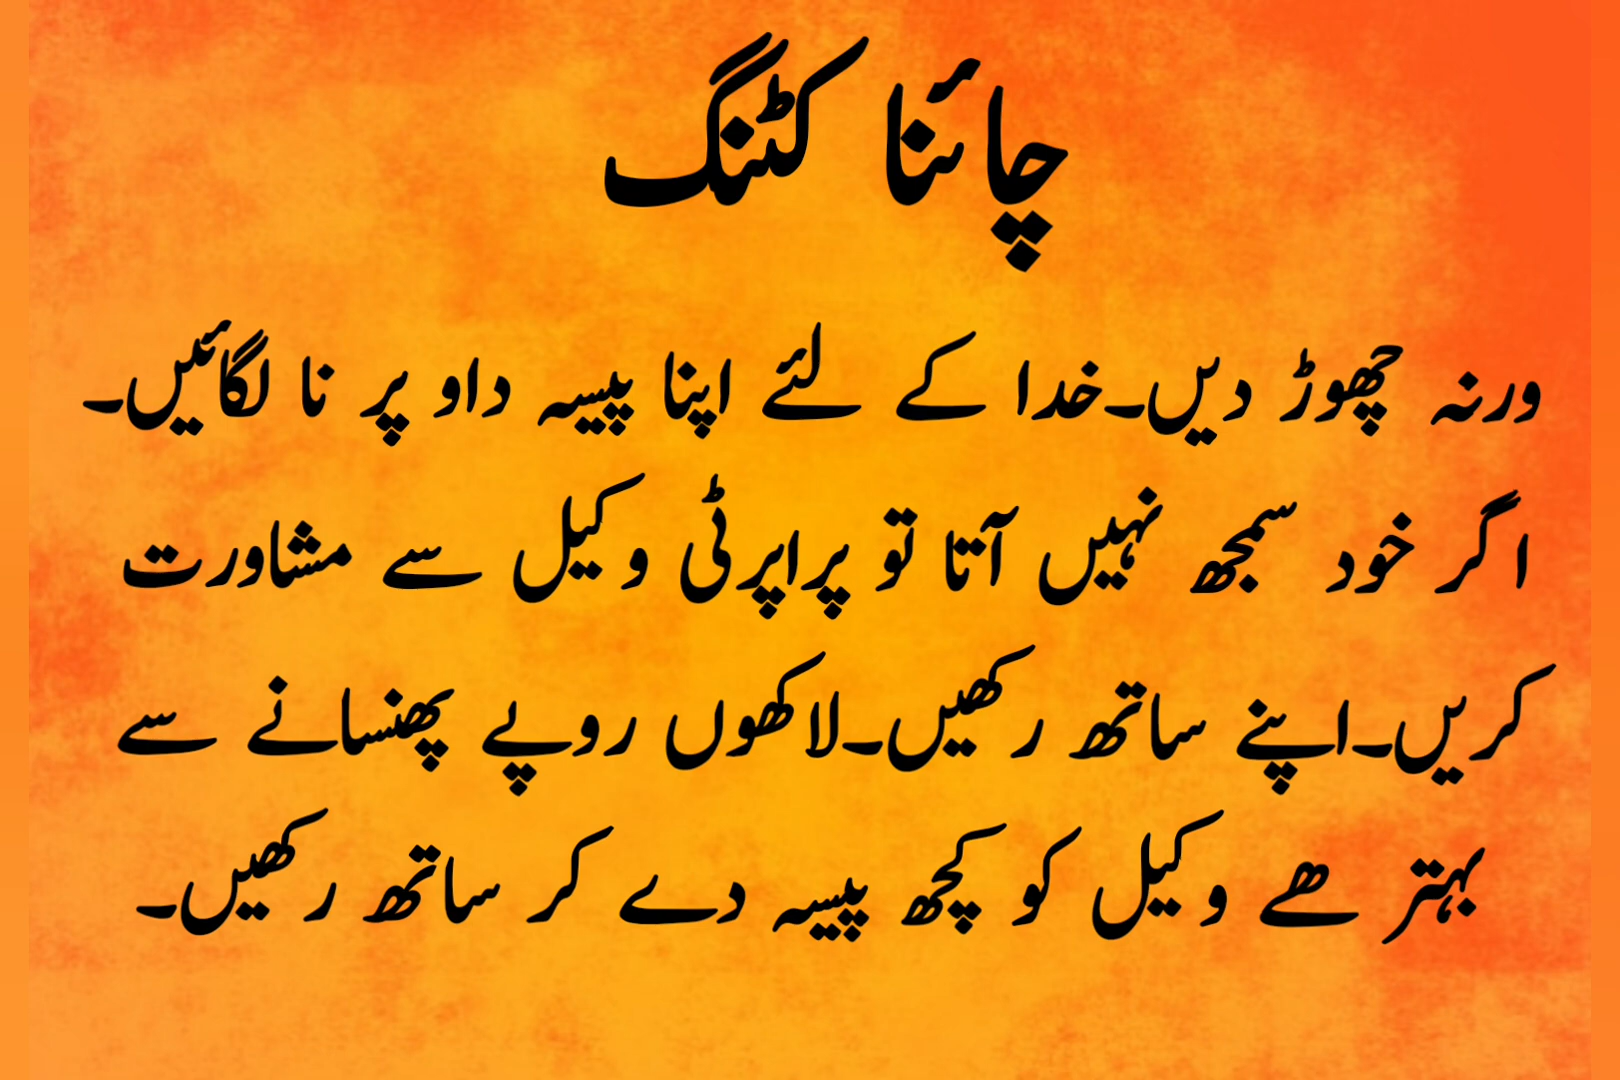 چائنا کٹنگ
ورنہ چھوڑ دیں۔خدا کے لئے اپنا پیسہ داو پر نا لگائیں۔
اگر خود سمجھ نہیں آتا تو پراپرٹی وکیل سے مشاورت
کریں۔اپنے ساتھ رکھیں۔لاکھوں روپے پھنسانے سے
بہتر ھے وکیل کو کچھ پیسہ دے کر ساتھ رکھیں۔